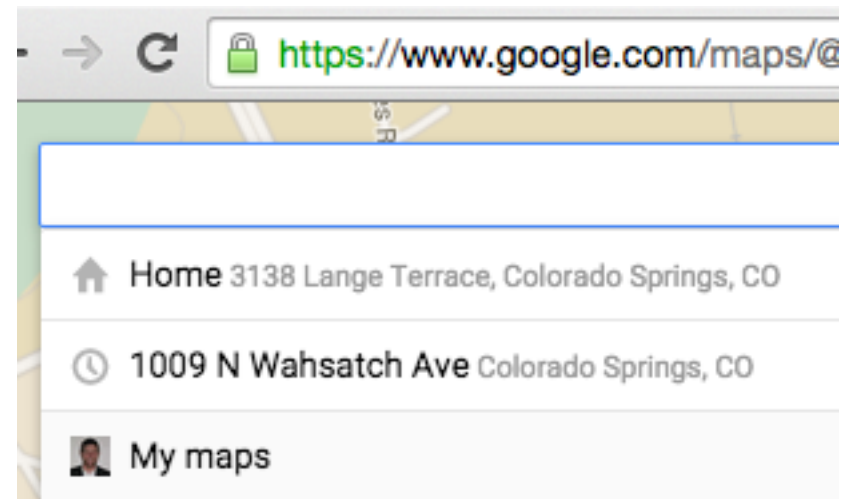 https://www.google.com/maps/@
s R
Home 3138 Lange Terrace, Colorado Springs, CO
1009 N Wahsatch Ave Colorado Springs, CO
My maps